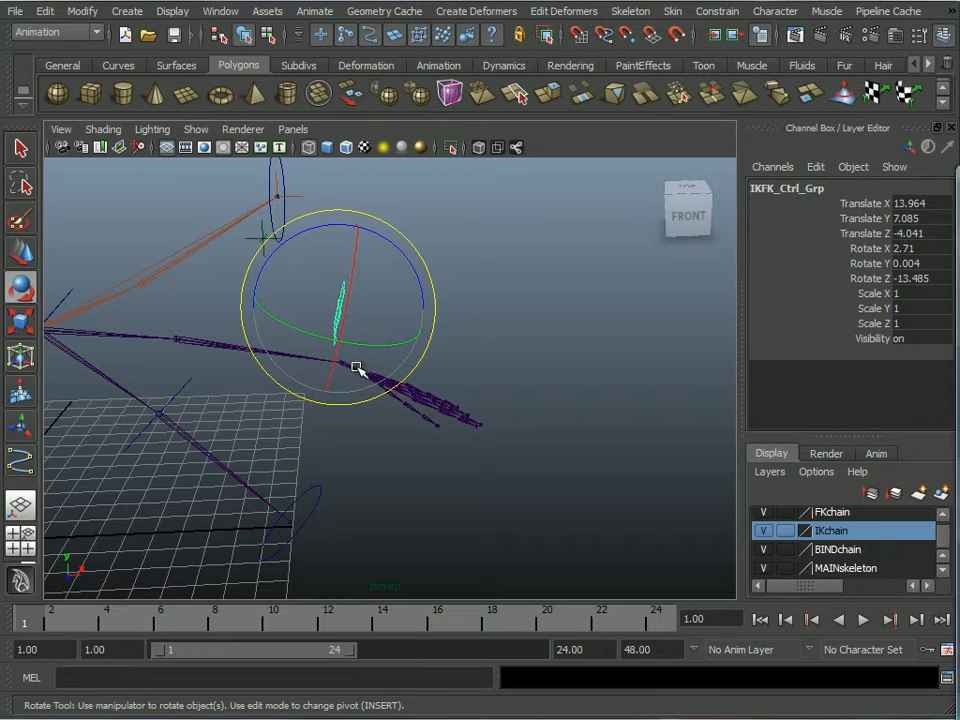 File Edit Modify Create Display Window Assets Animate Geometry Cache Create Deformers Edit Deformers Skeleton Skin Constrain Character Muscle Pipeline Cache »
Animation
General Curves Surfaces Polygons Subdivs Deformation Animation Dynamics Rendering PaintEffects Toon Muscle Fluids Fur Hair
View Shading Lighting Show Renderer Panels
Channel Box / Layer Editor
Channels Edit Object Show
IKFK_Ctrl_Grp
Translate X 13.964
Translate Y 7.085
Translate Z -4.041
Rotate X 2.71
Rotate Y 0.004
Rotate Z -13.485
Scale X 1
Scale Y 1
Scale Z 1
Visibility on
TOP
FRONT
Display Render Anim
Layers Options Help
V FKchain
V IKchain
V BINDchain
V MAINskeleton
y
x
z
persp
1 2 4 6 8 10 12 14 16 18 20 22 24 1.00
1.00 1.00 1 24 24.00 48.00 No Anim Layer No Character Set
MEL
Rotate Tool: Use manipulator to rotate object(s). Use edit mode to change pivot (INSERT).